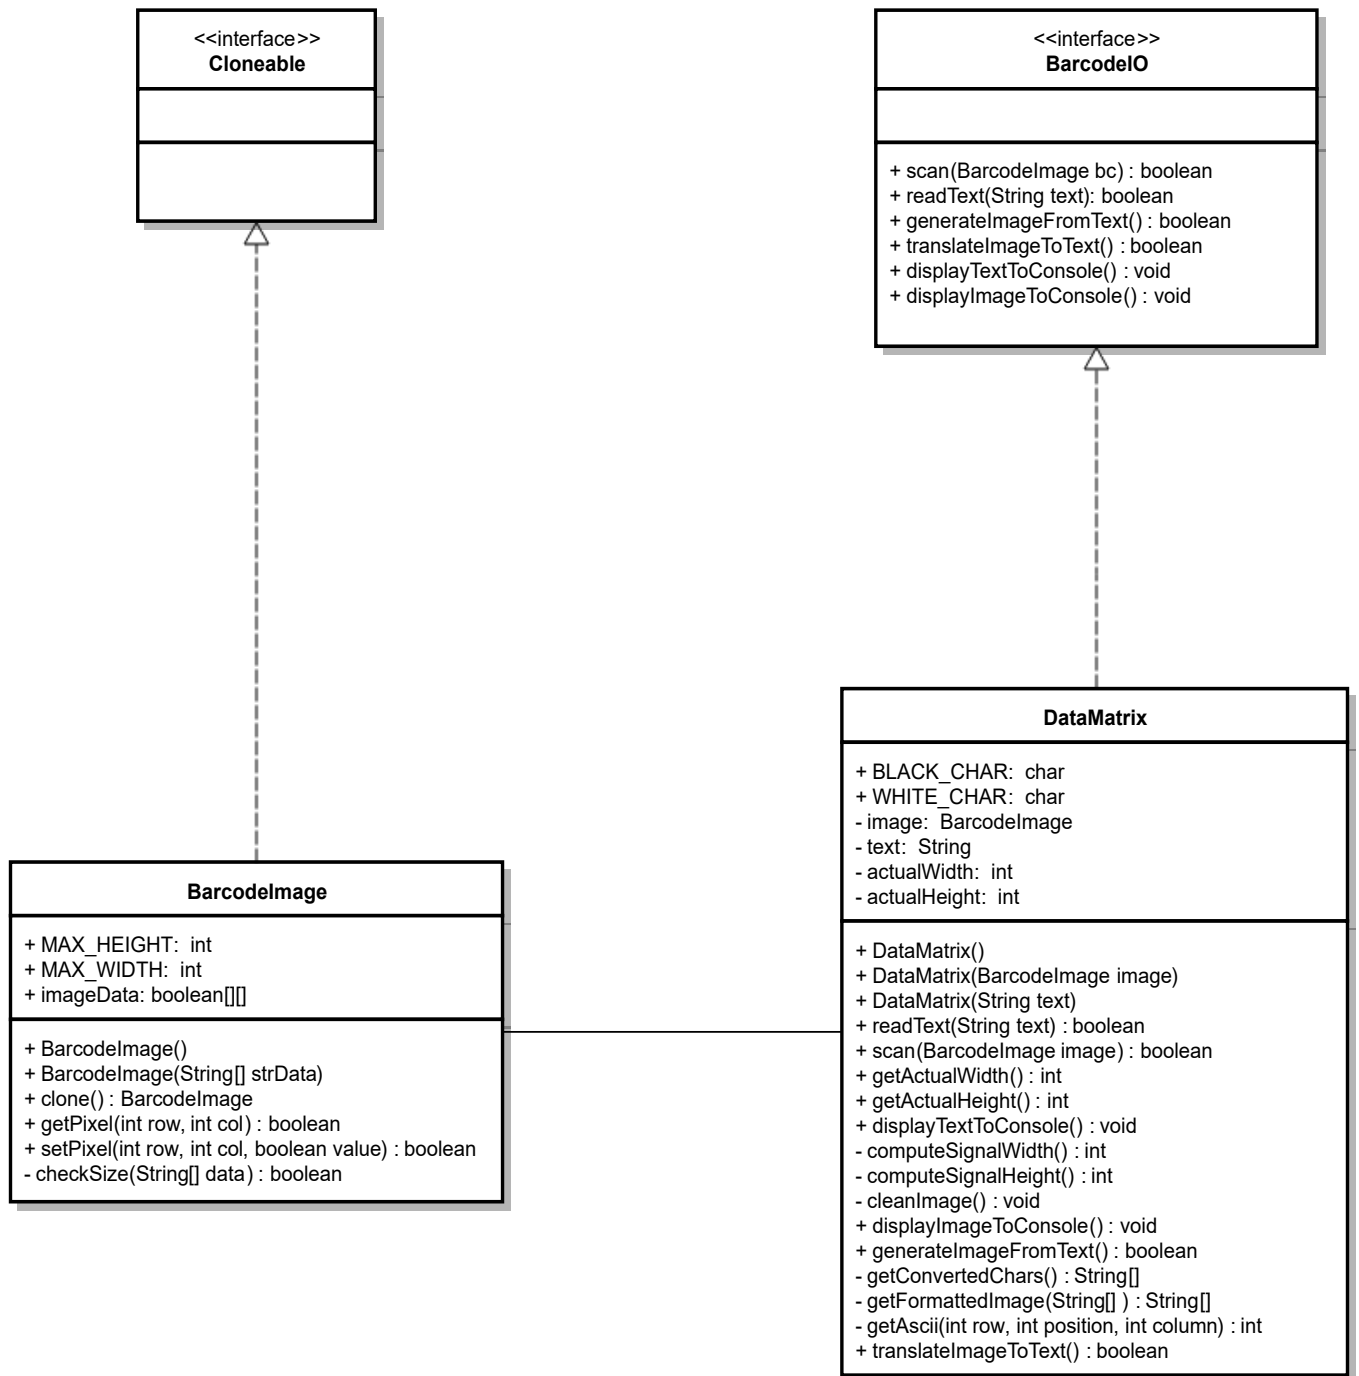 <<interface>>
Cloneable
<<interface>>
BarcodeIO
+ scan(BarcodeImage bc) : boolean
+ readText(String text): boolean
+ generateImageFromText() : boolean
+ translateImageToText() : boolean
+ displayTextToConsole() : void
+ displayImageToConsole() : void
BarcodeImage
+ MAX_HEIGHT: int
+ MAX_WIDTH: int
+ imageData: boolean[][]
+ BarcodeImage()
+ BarcodeImage(String[] strData)
+ clone() : BarcodeImage
+ getPixel(int row, int col) : boolean
+ setPixel(int row, int col, boolean value) : boolean
- checkSize(String[] data) : boolean
DataMatrix
+ BLACK_CHAR: char
+ WHITE_CHAR: char
- image: BarcodeImage
- text: String
- actualWidth: int
- actualHeight: int
+ DataMatrix()
+ DataMatrix(BarcodeImage image)
+ DataMatrix(String text)
+ readText(String text) : boolean
+ scan(BarcodeImage image) : boolean
+ getActualWidth() : int
+ getActualHeight() : int
+ displayTextToConsole() : void
- computeSignalWidth() : int
- computeSignalHeight() : int
- cleanImage() : void
+ displayImageToConsole() : void
+ generateImageFromText() : boolean
- getConvertedChars() : String[]
- getFormattedImage(String[] ) : String[]
- getAscii(int row, int position, int column) : int
+ translateImageToText() : boolean